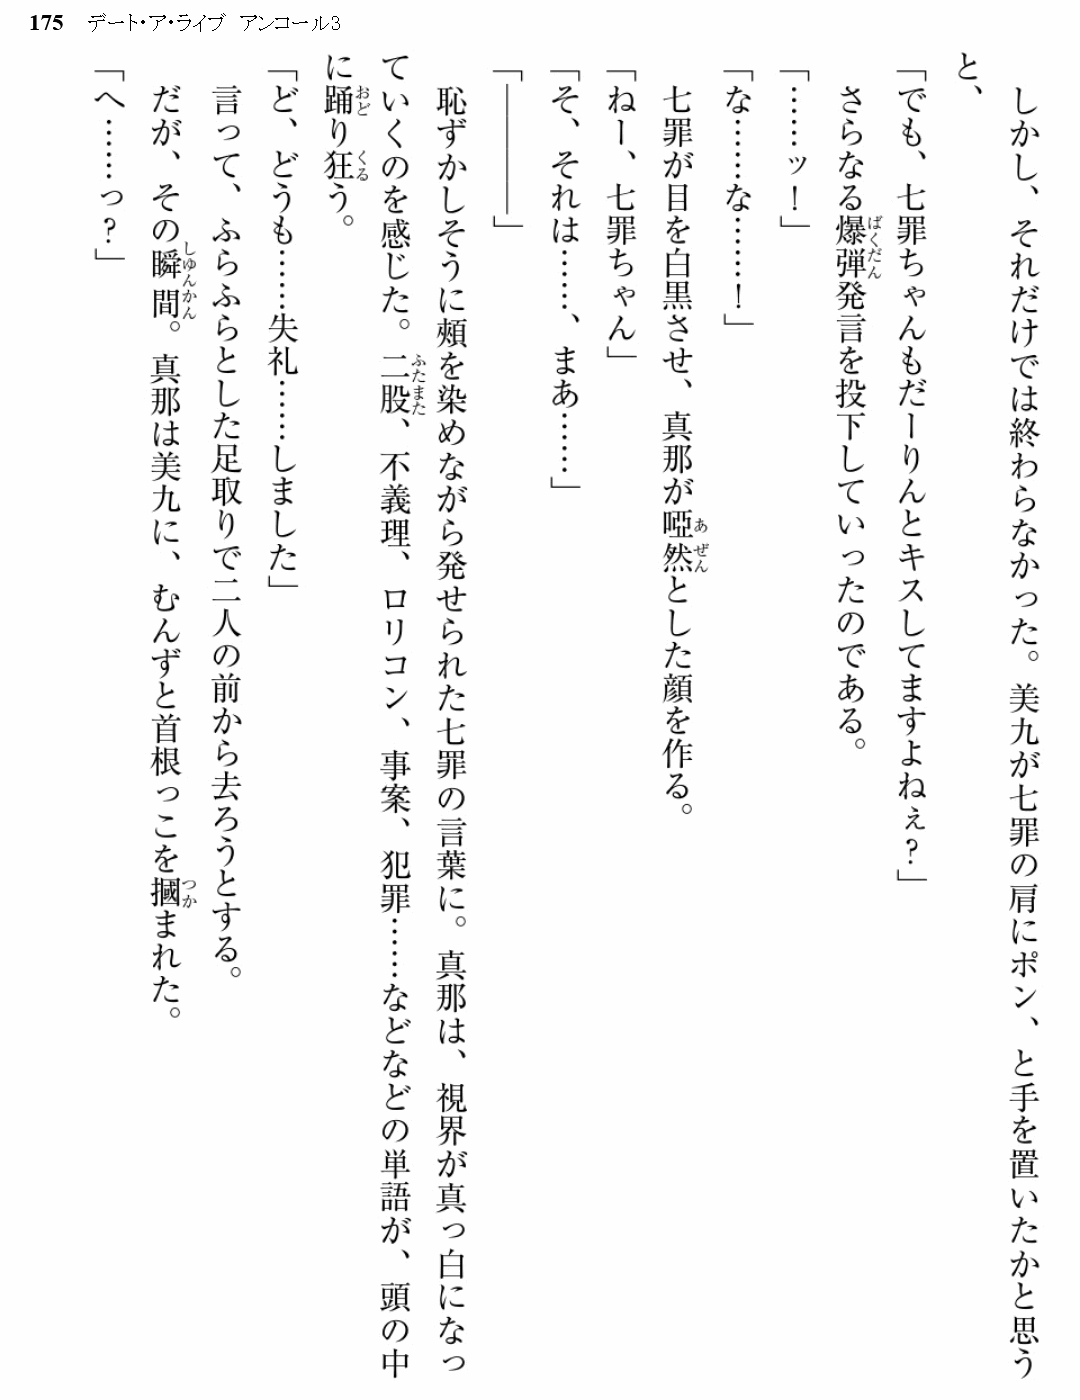 175 デート・ア・ライブ アンコール3
しかし、それだけでは終わらなかった。美九が七罪の肩にポン、と手を置いたかと思う
と、
「でも、七罪ちゃんもだーりんとキスしてますよねぇ?」
さらなる爆弾発言を投下していったのである。
「……ッ!」
「な……な……!」
七罪が目を白黒させ、真那が啞然とした顔を作る。
「ねー、七罪ちゃん」
「そ、それは……、まあ……」
「————」
恥ずかしそうに頰を染めながら発せられた七罪の言葉に。真那は、視界が真っ白になっ
ていくのを感じた。二股、不義理、ロリコン、事案、犯罪……などなどの単語が、頭の中
に踊り狂う。
「ど、どうも……失礼……しました」
言って、ふらふらとした足取りで二人の前から去ろうとする。
だが、その瞬間。真那は美九に、むんずと首根っこを摑まれた。
「へ……っ?」